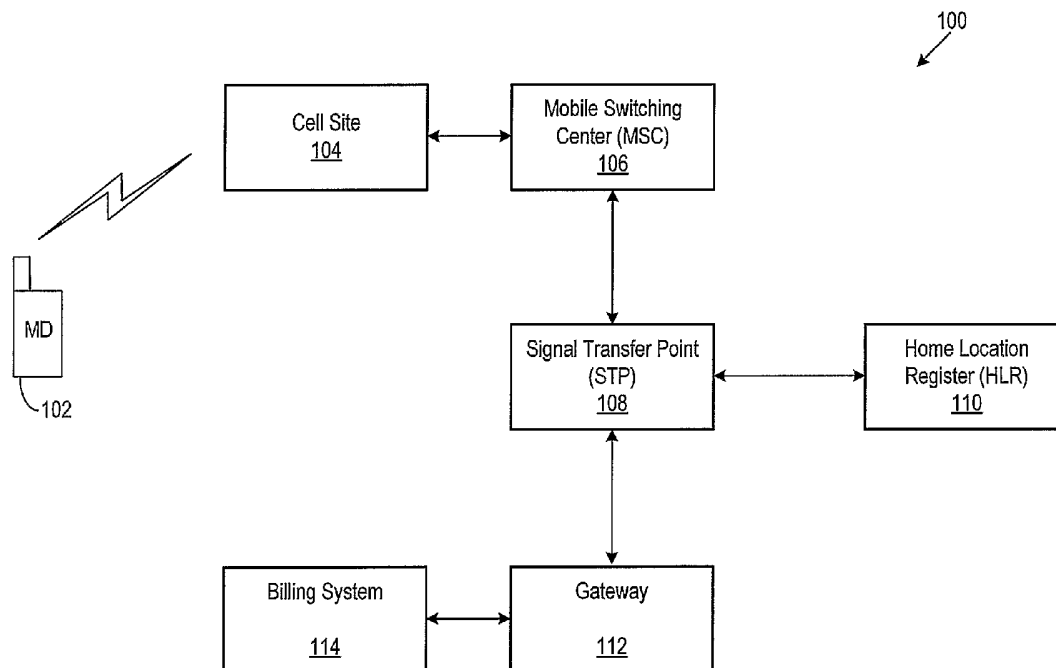 100
Cell Site
104
Mobile Switching
Center (MSC)
106
MD
102
Signal Transfer Point
(STP)
108
Home Location
Register (HLR)
110
Billing System
114
Gateway
112